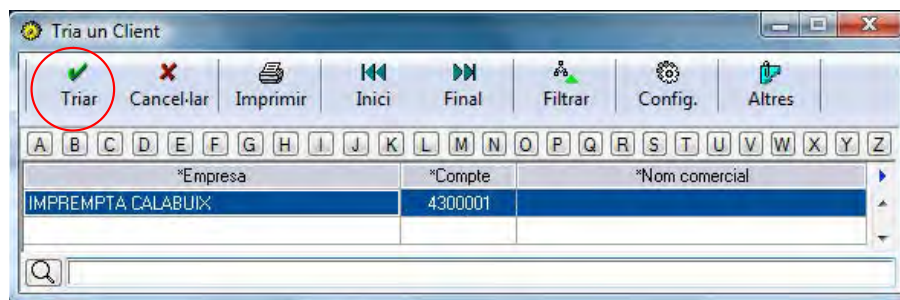 Tria un Client
Triar Cancel·lar Imprimir Inici Final Filtrar Config. Altres
A B C D E F G H I J K L M N O P Q R S T U V W X Y Z
*Empresa *Compte *Nom comercial
IMPREMPTA CALABUIX 4300001